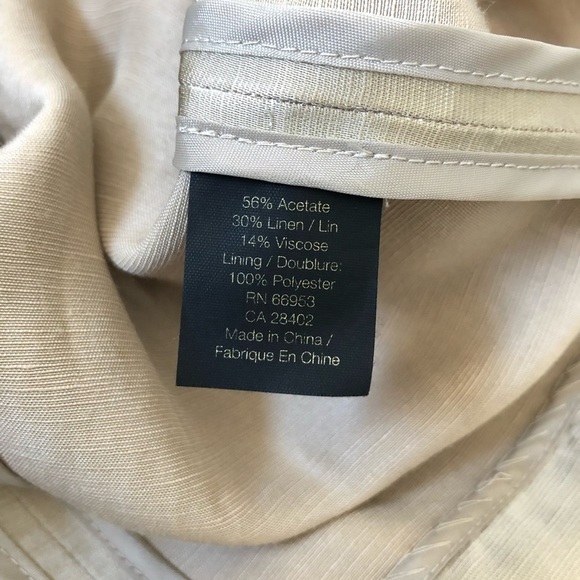 56% Acetate
30% Linen / Lin
14% Viscose
Lining / Doublure:
100% Polyester
RN 66953
CA 28402
Made in China /
Fabrique En Chine